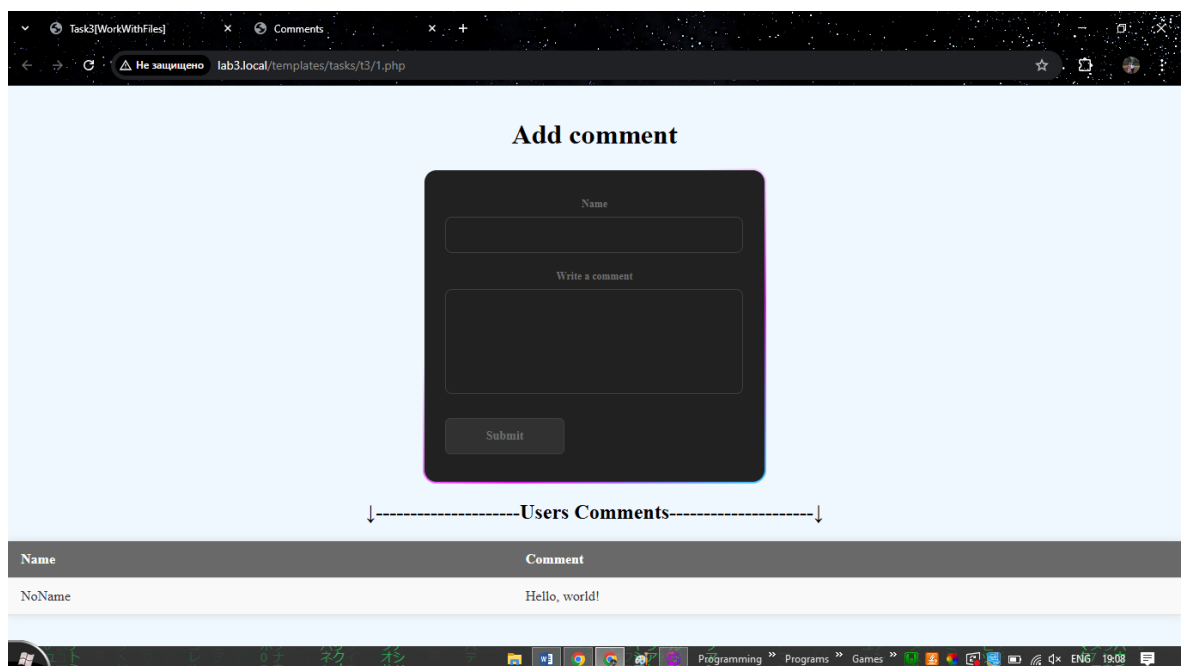 Task3[WorkWithFiles] Comments
Не защищено lab3.local/templates/tasks/t3/1.php
Add comment
Name
Write a comment
Submit
↓---------------------Users Comments---------------------↓
Name Comment
NoName Hello, world!
Programming » Programs » Games » ENG 19:08